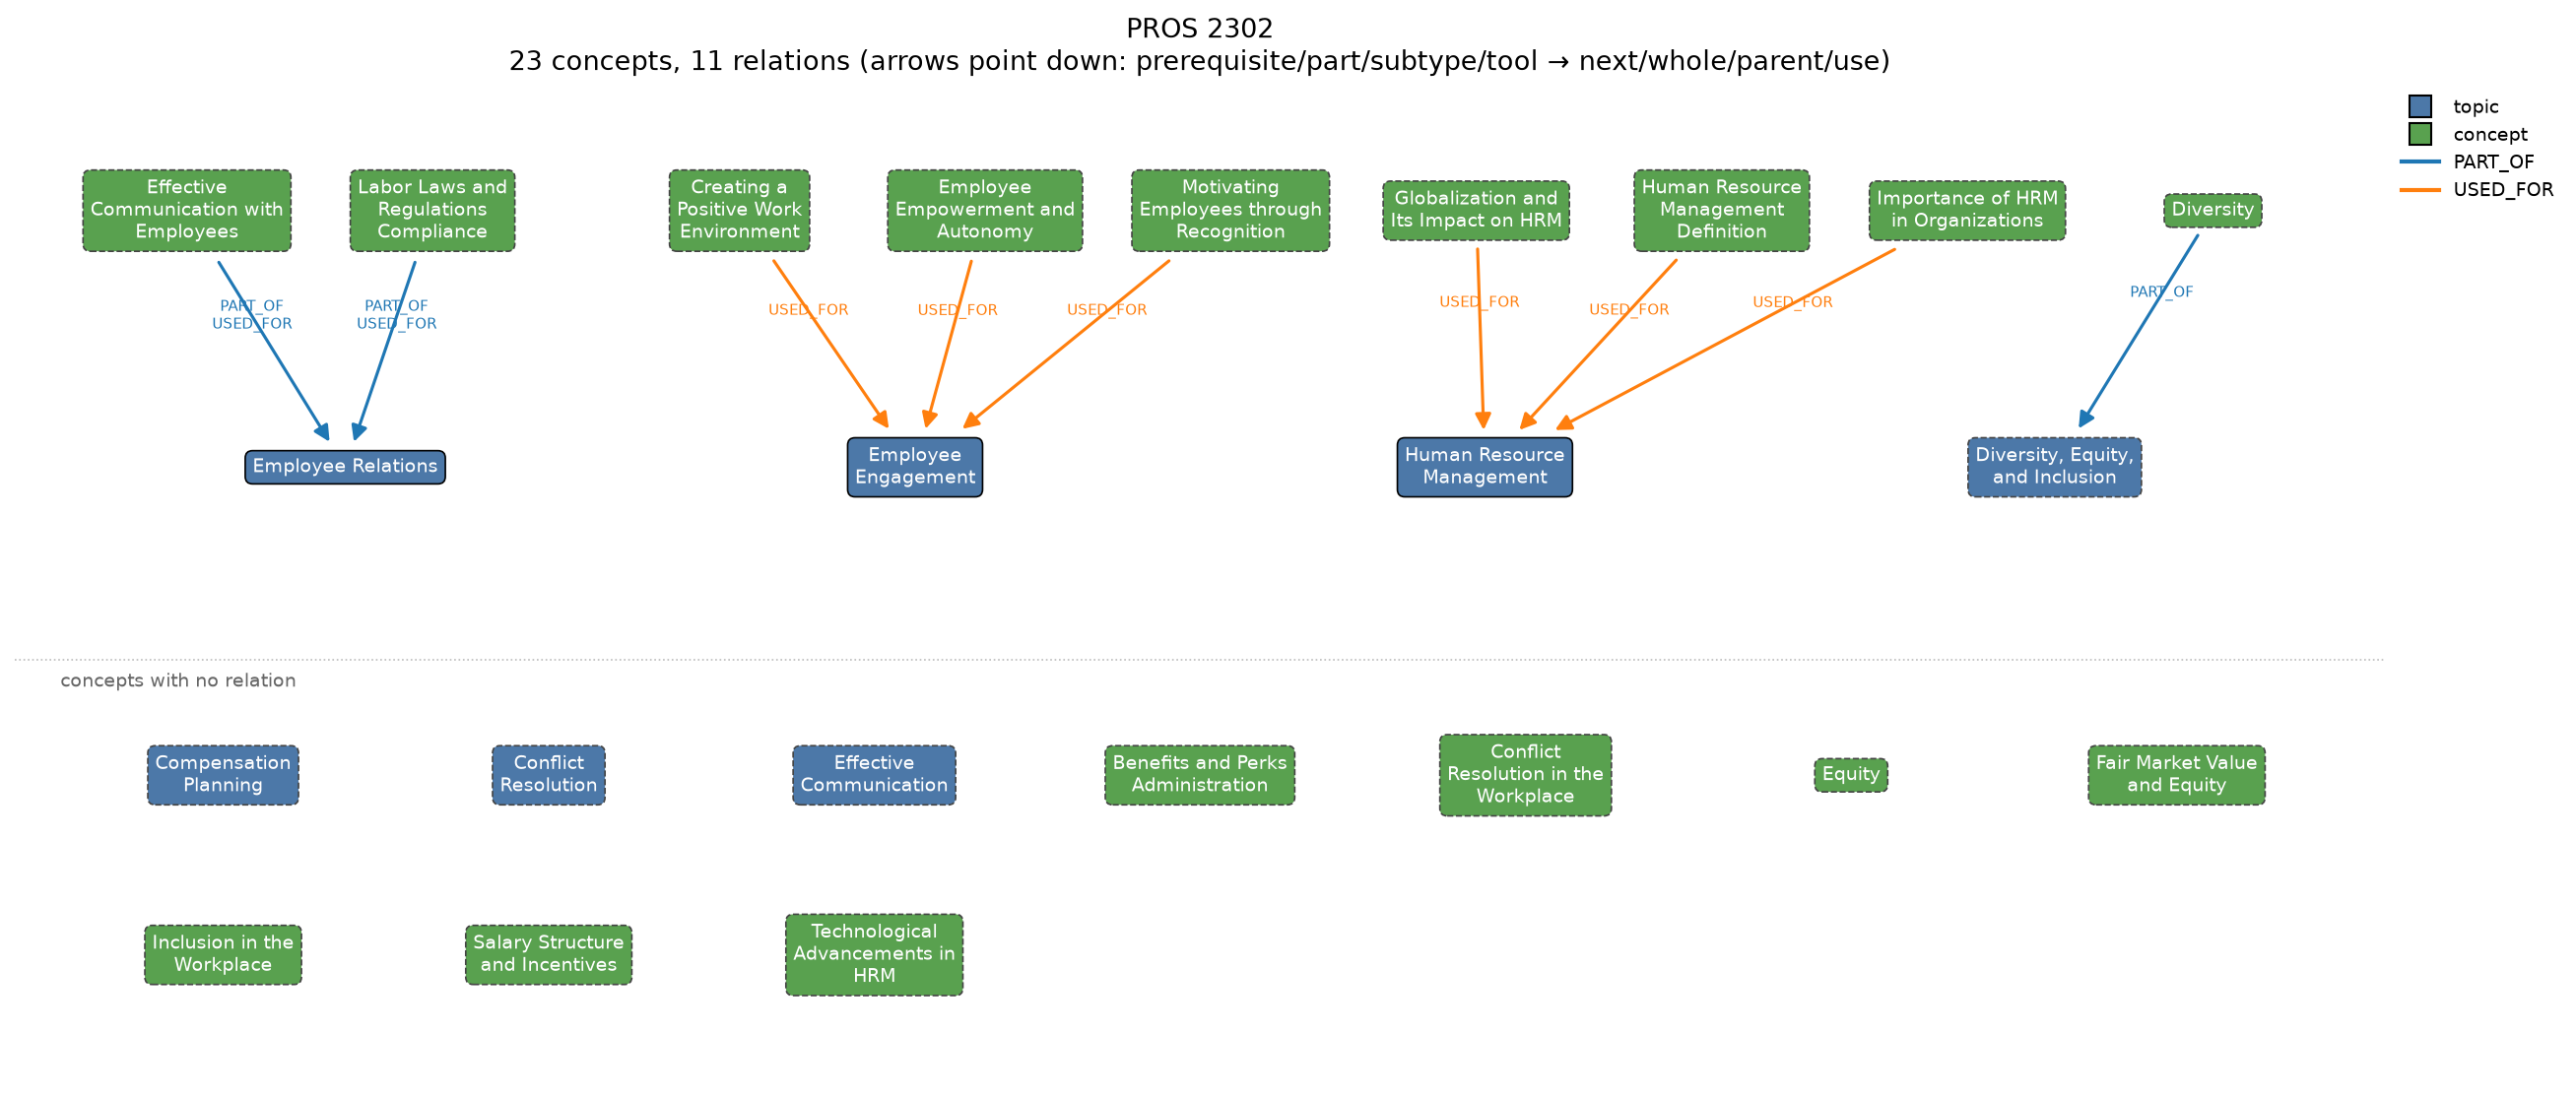 PROS 2302
23 concepts, 11 relations (arrows point down: prerequisite/part/subtype/tool → next/whole/parent/use)
topic
concept
PART_OF
USED_FOR
Effective
Communication with
Employees
Labor Laws and
Regulations
Compliance
Creating a
Positive Work
Environment
Employee
Empowerment and
Autonomy
Motivating
Employees through
Recognition
Globalization and
Its Impact on HRM
Human Resource
Management
Definition
Importance of HRM
in Organizations
Diversity
PART_OF
USED_FOR
PART_OF
USED_FOR
USED_FOR
USED_FOR
USED_FOR
USED_FOR
USED_FOR
USED_FOR
PART_OF
Employee Relations
Employee
Engagement
Human Resource
Management
Diversity, Equity,
and Inclusion
concepts with no relation
Compensation
Planning
Conflict
Resolution
Effective
Communication
Benefits and Perks
Administration
Conflict
Resolution in the
Workplace
Equity
Fair Market Value
and Equity
Inclusion in the
Workplace
Salary Structure
and Incentives
Technological
Advancements in
HRM